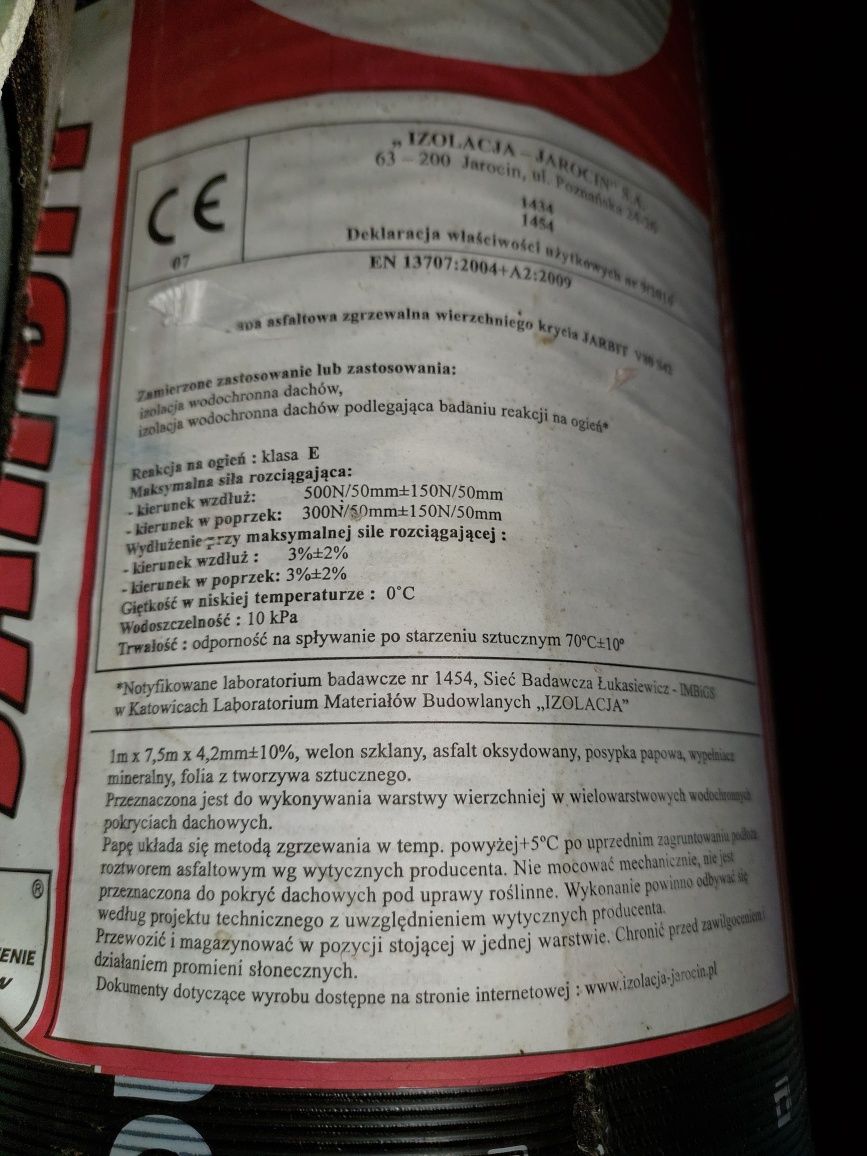 CE
07
„ IZOLACJA – JAROCIN” S.A.
63 – 200 Jarocin, ul. Poznańska 24-26
1434
1454
Deklaracja właściwości użytkowych nr 9/2016
EN 13707:2004+A2:2009
asfaltowa zgrzewalna wierzchniego krycia JARBIT V80 S42
Zamierzone zastosowanie lub zastosowania:
izolacja wodochronna dachów,
izolacja wodochronna dachów podlegająca badaniu reakcji na ogień*
Reakcja na ogień : klasa E
Maksymalna siła rozciągająca:
- kierunek wzdłuż: 500N/50mm±150N/50mm
- kierunek w poprzek: 300N/50mm±150N/50mm
Wydłużenie przy maksymalnej sile rozciągającej :
- kierunek wzdłuż : 3%±2%
- kierunek w poprzek: 3%±2%
Giętkość w niskiej temperaturze : 0°C
Wodoszczelność : 10 kPa
Trwałość : odporność na spływanie po starzeniu sztucznym 70°C±10°
*Notyfikowane laboratorium badawcze nr 1454, Sieć Badawcza Łukasiewicz - IMBiGS
w Katowicach Laboratorium Materiałów Budowlanych „IZOLACJA”
1m x 7,5m x 4,2mm±10%, welon szklany, asfalt oksydowany, posypka papowa, wypełniacz
mineralny, folia z tworzywa sztucznego.
Przeznaczona jest do wykonywania warstwy wierzchniej w wielowarstwowych wodochronnych
pokryciach dachowych.
Papę układa się metodą zgrzewania w temp. powyżej+5°C po uprzednim zagruntowaniu podłoża
roztworem asfaltowym wg wytycznych producenta. Nie mocować mechanicznie, nie jest
przeznaczona do pokryć dachowych pod uprawy roślinne. Wykonanie powinno odbywać się
według projektu technicznego z uwzględnieniem wytycznych producenta.
Przewozić i magazynować w pozycji stojącej w jednej warstwie. Chronić przed zawilgoceniem i
działaniem promieni słonecznych.
Dokumenty dotyczące wyrobu dostępne na stronie internetowej : www.izolacja-jarocin.pl
®
ENIE